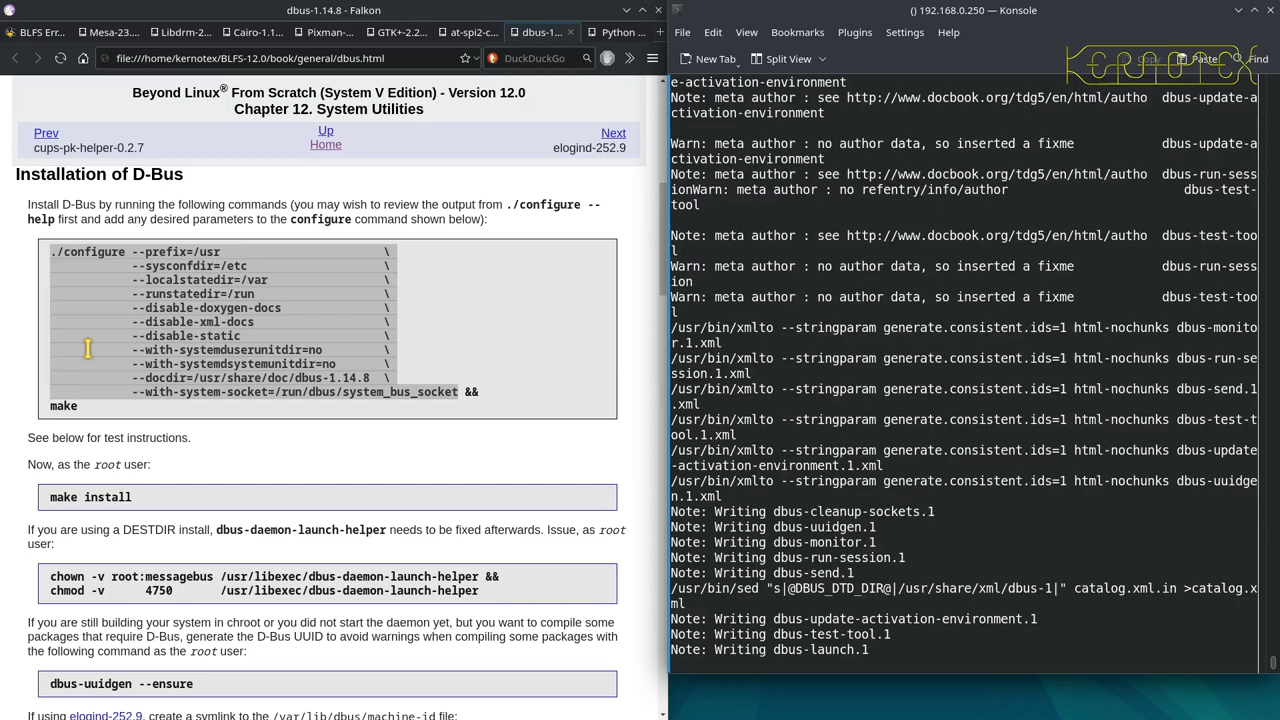 dbus-1.14.8 - Falkon
BLFS Err...
Mesa-23....
Libdrm-2...
Cairo-1.1...
Pixman-...
GTK+-2.2...
at-spi2-c...
dbus-1...
Python ...
file:///home/kernotex/BLFS-12.0/book/general/dbus.html
DuckDuckGo
Beyond Linux® From Scratch (System V Edition) - Version 12.0
Chapter 12. System Utilities
Prev
Up
Next
cups-pk-helper-0.2.7
Home
elogind-252.9
Installation of D-Bus
Install D-Bus by running the following commands (you may wish to review the output from ./configure --
help first and add any desired parameters to the configure command shown below):
./configure --prefix=/usr \
--sysconfdir=/etc \
--localstatedir=/var \
--runstatedir=/run \
--disable-doxygen-docs \
--disable-xml-docs \
--disable-static \
--with-systemduserunitdir=no \
--with-systemdsystemunitdir=no \
--docdir=/usr/share/doc/dbus-1.14.8 \
--with-system-socket=/run/dbus/system_bus_socket &&
make
See below for test instructions.
Now, as the root user:
make install
If you are using a DESTDIR install, dbus-daemon-launch-helper needs to be fixed afterwards. Issue, as root
user:
chown -v root:messagebus /usr/libexec/dbus-daemon-launch-helper &&
chmod -v 4750 /usr/libexec/dbus-daemon-launch-helper
If you are still building your system in chroot or you did not start the daemon yet, but you want to compile some
packages that require D-Bus, generate the D-Bus UUID to avoid warnings when compiling some packages with
the following command as the root user:
dbus-uuidgen --ensure
If using elogind-252.9, create a symlink to the /var/lib/dbus/machine-id file:
() 192.168.0.250 — Konsole
File Edit View Bookmarks Plugins Settings Help
New Tab
Split View
Copy
Paste
Find
KERNOTEX
e-activation-environment
Note: meta author : see http://www.docbook.org/tdg5/en/html/autho dbus-update-a
ctivation-environment
Warn: meta author : no author data, so inserted a fixme dbus-update-a
ctivation-environment
Note: meta author : see http://www.docbook.org/tdg5/en/html/autho dbus-run-sess
ionWarn: meta author : no refentry/info/author dbus-test-
tool
Note: meta author : see http://www.docbook.org/tdg5/en/html/autho dbus-test-too
l
Warn: meta author : no author data, so inserted a fixme dbus-run-sess
ion
Warn: meta author : no author data, so inserted a fixme dbus-test-too
l
/usr/bin/xmlto --stringparam generate.consistent.ids=1 html-nochunks dbus-monito
r.1.xml
/usr/bin/xmlto --stringparam generate.consistent.ids=1 html-nochunks dbus-run-se
ssion.1.xml
/usr/bin/xmlto --stringparam generate.consistent.ids=1 html-nochunks dbus-send.1
.xml
/usr/bin/xmlto --stringparam generate.consistent.ids=1 html-nochunks dbus-test-t
ool.1.xml
/usr/bin/xmlto --stringparam generate.consistent.ids=1 html-nochunks dbus-update
-activation-environment.1.xml
/usr/bin/xmlto --stringparam generate.consistent.ids=1 html-nochunks dbus-uuidge
n.1.xml
Note: Writing dbus-cleanup-sockets.1
Note: Writing dbus-uuidgen.1
Note: Writing dbus-monitor.1
Note: Writing dbus-run-session.1
Note: Writing dbus-send.1
/usr/bin/sed "s|@DBUS_DTD_DIR@|/usr/share/xml/dbus-1|" catalog.xml.in >catalog.x
ml
Note: Writing dbus-update-activation-environment.1
Note: Writing dbus-test-tool.1
Note: Writing dbus-launch.1